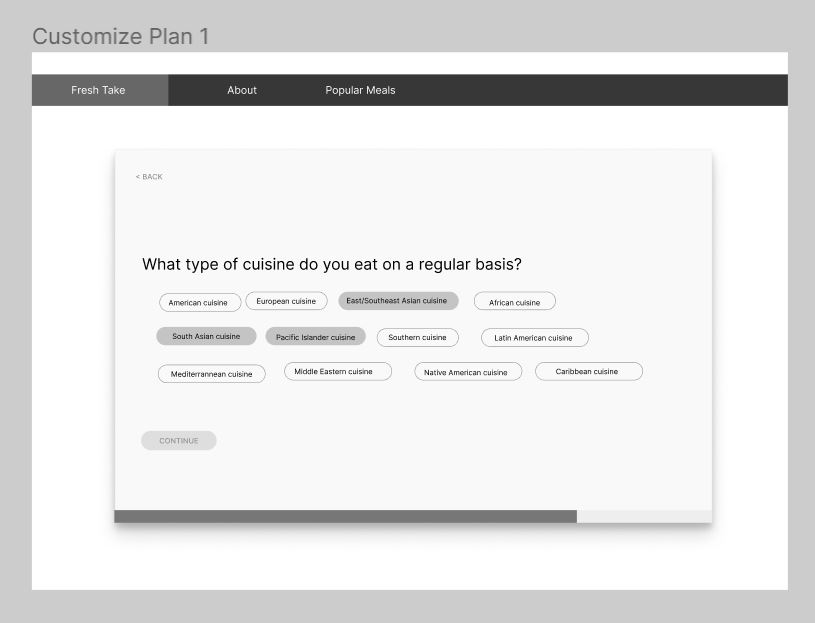 Customize Plan 1
Fresh Take About Popular Meals
< BACK
What type of cuisine do you eat on a regular basis?
American cuisine European cuisine East/Southeast Asian cuisine African cuisine
South Asian cuisine Pacific Islander cuisine Southern cuisine Latin American cuisine
Mediterrannean cuisine Middle Eastern cuisine Native American cuisine Caribbean cuisine
CONTINUE